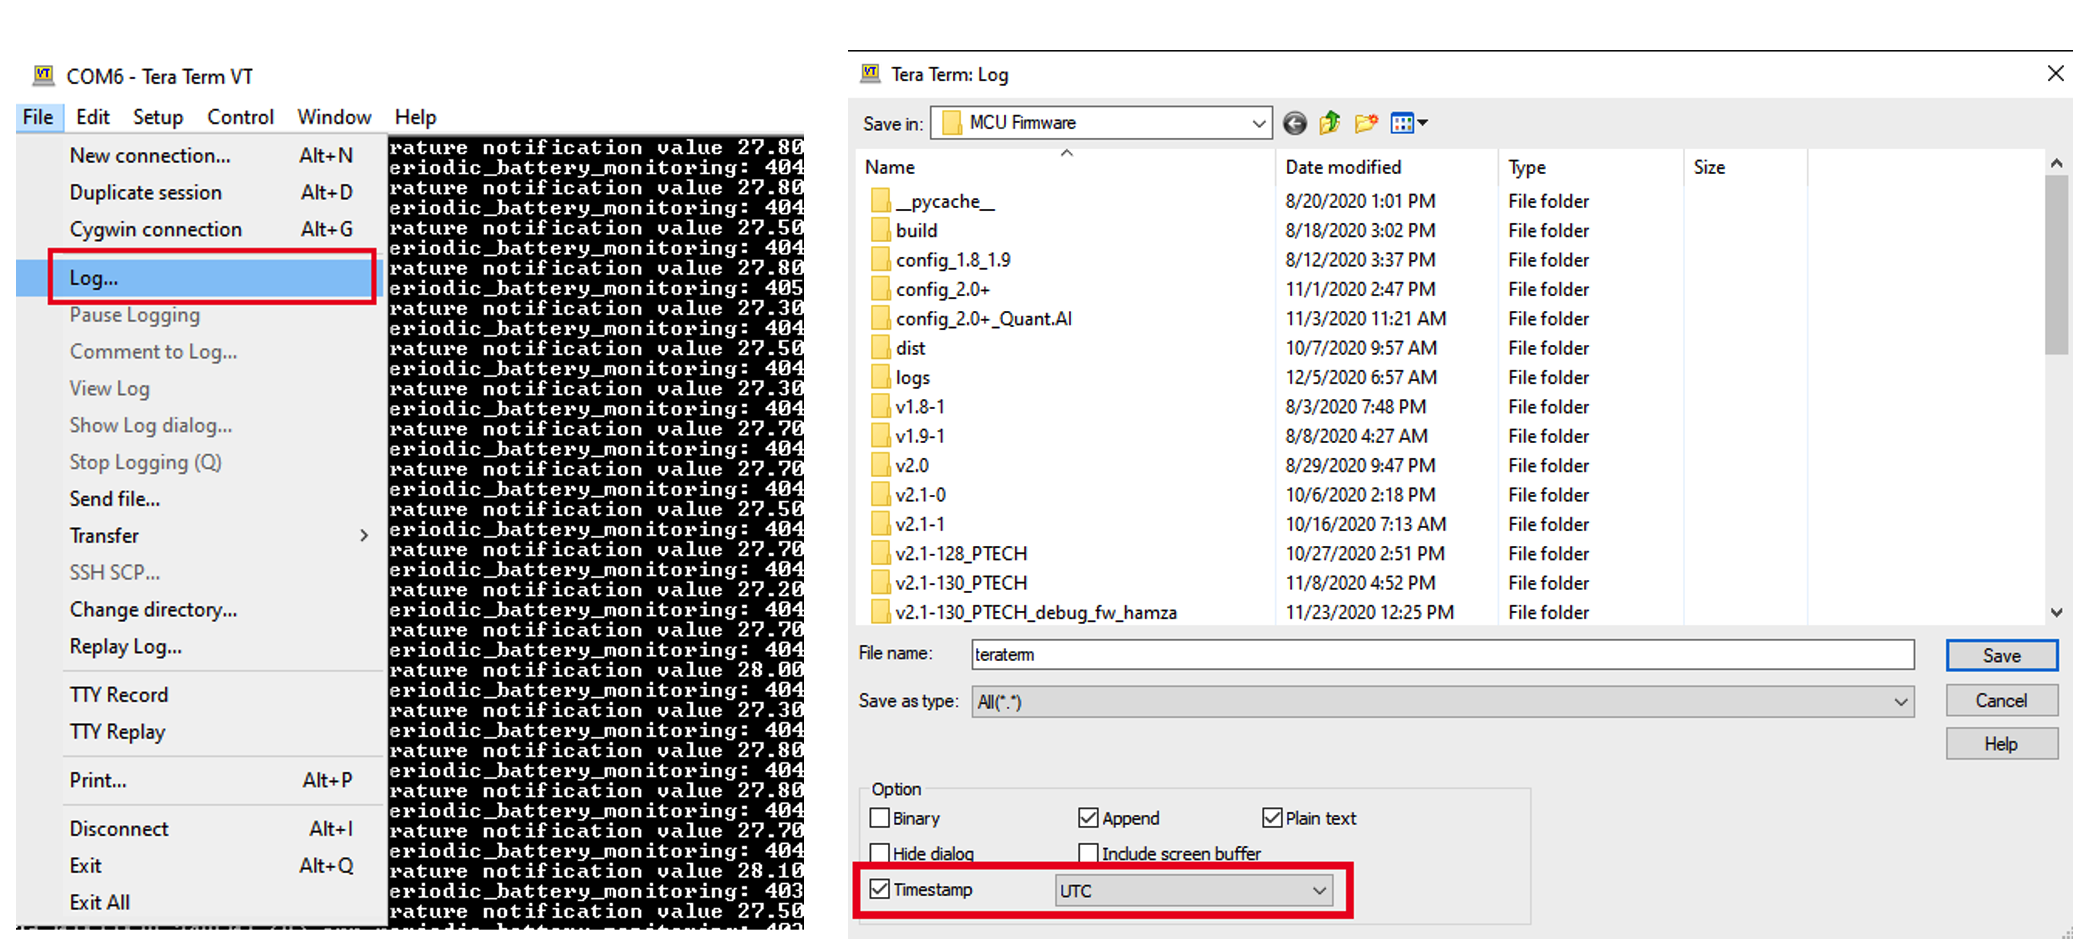 COM6 - Tera Term VT
File Edit Setup Control Window Help
New connection... Alt+N
Duplicate session Alt+D
Cygwin connection Alt+G
Log...
Pause Logging
Comment to Log...
View Log
Show Log dialog...
Stop Logging (Q)
Send file...
Transfer
SSH SCP...
Change directory...
Replay Log...
TTY Record
TTY Replay
Print... Alt+P
Disconnect Alt+I
Exit Alt+Q
Exit All
rature notification value 27.80
eriodic_battery_monitoring: 404
rature notification value 27.80
eriodic_battery_monitoring: 404
rature notification value 27.50
eriodic_battery_monitoring: 404
rature notification value 27.80
eriodic_battery_monitoring: 405
rature notification value 27.30
eriodic_battery_monitoring: 404
rature notification value 27.50
eriodic_battery_monitoring: 404
rature notification value 27.30
eriodic_battery_monitoring: 404
rature notification value 27.70
eriodic_battery_monitoring: 404
rature notification value 27.70
eriodic_battery_monitoring: 404
rature notification value 27.50
eriodic_battery_monitoring: 404
rature notification value 27.70
eriodic_battery_monitoring: 404
rature notification value 27.20
eriodic_battery_monitoring: 404
rature notification value 27.70
eriodic_battery_monitoring: 404
rature notification value 28.00
eriodic_battery_monitoring: 404
rature notification value 27.30
eriodic_battery_monitoring: 404
rature notification value 27.80
eriodic_battery_monitoring: 404
rature notification value 27.80
eriodic_battery_monitoring: 404
rature notification value 27.70
eriodic_battery_monitoring: 404
rature notification value 28.10
eriodic_battery_monitoring: 403
rature notification value 27.50
Tera Term: Log
Save in: MCU Firmware
Name Date modified Type Size
__pycache__ 8/20/2020 1:01 PM File folder
build 8/18/2020 3:02 PM File folder
config_1.8_1.9 8/12/2020 3:37 PM File folder
config_2.0+ 11/1/2020 2:47 PM File folder
config_2.0+_Quant.AI 11/3/2020 11:21 AM File folder
dist 10/7/2020 9:57 AM File folder
logs 12/5/2020 6:57 AM File folder
v1.8-1 8/3/2020 7:48 PM File folder
v1.9-1 8/8/2020 4:27 AM File folder
v2.0 8/29/2020 9:47 PM File folder
v2.1-0 10/6/2020 2:18 PM File folder
v2.1-1 10/16/2020 7:13 AM File folder
v2.1-128_PTECH 10/27/2020 2:51 PM File folder
v2.1-130_PTECH 11/8/2020 4:52 PM File folder
v2.1-130_PTECH_debug_fw_hamza 11/23/2020 12:25 PM File folder
File name: teraterm Save
Save as type: All(*.*) Cancel
Help
Option
Binary Append Plain text
Hide dialog Include screen buffer
Timestamp UTC